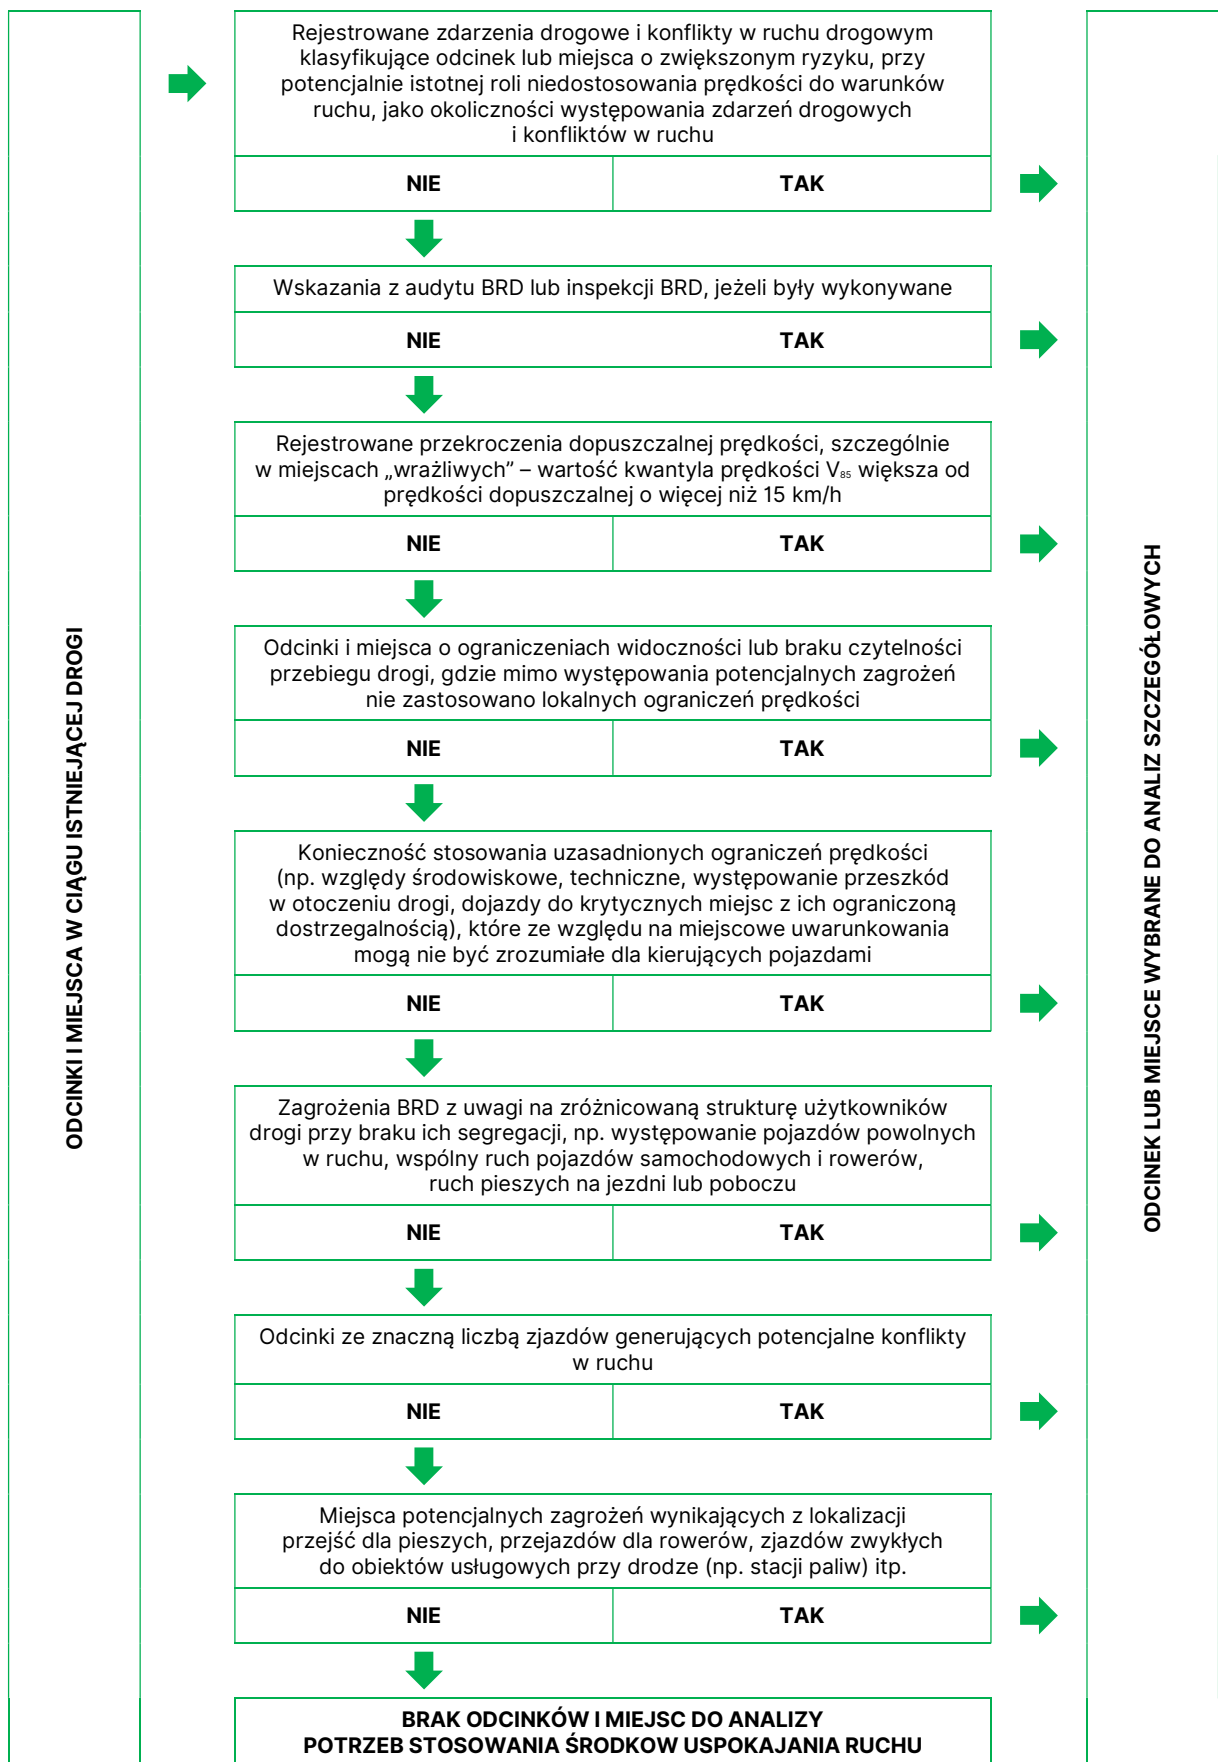 ODCINKI I MIEJSCA W CIĄGU ISTNIEJĄCEJ DROGI
Rejestrowane zdarzenia drogowe i konflikty w ruchu drogowym
klasyfikujące odcinek lub miejsca o zwiększonym ryzyku, przy
potencjalnie istotnej roli niedostosowania prędkości do warunków
ruchu, jako okoliczności występowania zdarzeń drogowych
i konfliktów w ruchu
NIE TAK
Wskazania z audytu BRD lub inspekcji BRD, jeżeli były wykonywane
NIE TAK
Rejestrowane przekroczenia dopuszczalnej prędkości, szczególnie
w miejscach „wrażliwych” – wartość kwantyla prędkości V₈₅ większa od
prędkości dopuszczalnej o więcej niż 15 km/h
NIE TAK
Odcinki i miejsca o ograniczeniach widoczności lub braku czytelności
przebiegu drogi, gdzie mimo występowania potencjalnych zagrożeń
nie zastosowano lokalnych ograniczeń prędkości
NIE TAK
Konieczność stosowania uzasadnionych ograniczeń prędkości
(np. względy środowiskowe, techniczne, występowanie przeszkód
w otoczeniu drogi, dojazdy do krytycznych miejsc z ich ograniczoną
dostrzegalnością), które ze względu na miejscowe uwarunkowania
mogą nie być zrozumiałe dla kierujących pojazdami
NIE TAK
Zagrożenia BRD z uwagi na zróżnicowaną strukturę użytkowników
drogi przy braku ich segregacji, np. występowanie pojazdów powolnych
w ruchu, wspólny ruch pojazdów samochodowych i rowerów,
ruch pieszych na jezdni lub poboczu
NIE TAK
Odcinki ze znaczną liczbą zjazdów generujących potencjalne konflikty
w ruchu
NIE TAK
Miejsca potencjalnych zagrożeń wynikających z lokalizacji
przejść dla pieszych, przejazdów dla rowerów, zjazdów zwykłych
do obiektów usługowych przy drodze (np. stacji paliw) itp.
NIE TAK
BRAK ODCINKÓW I MIEJSC DO ANALIZY
POTRZEB STOSOWANIA ŚRODKOW USPOKAJANIA RUCHU
ODCINEK LUB MIEJSCE WYBRANE DO ANALIZ SZCZEGÓŁOWYCH